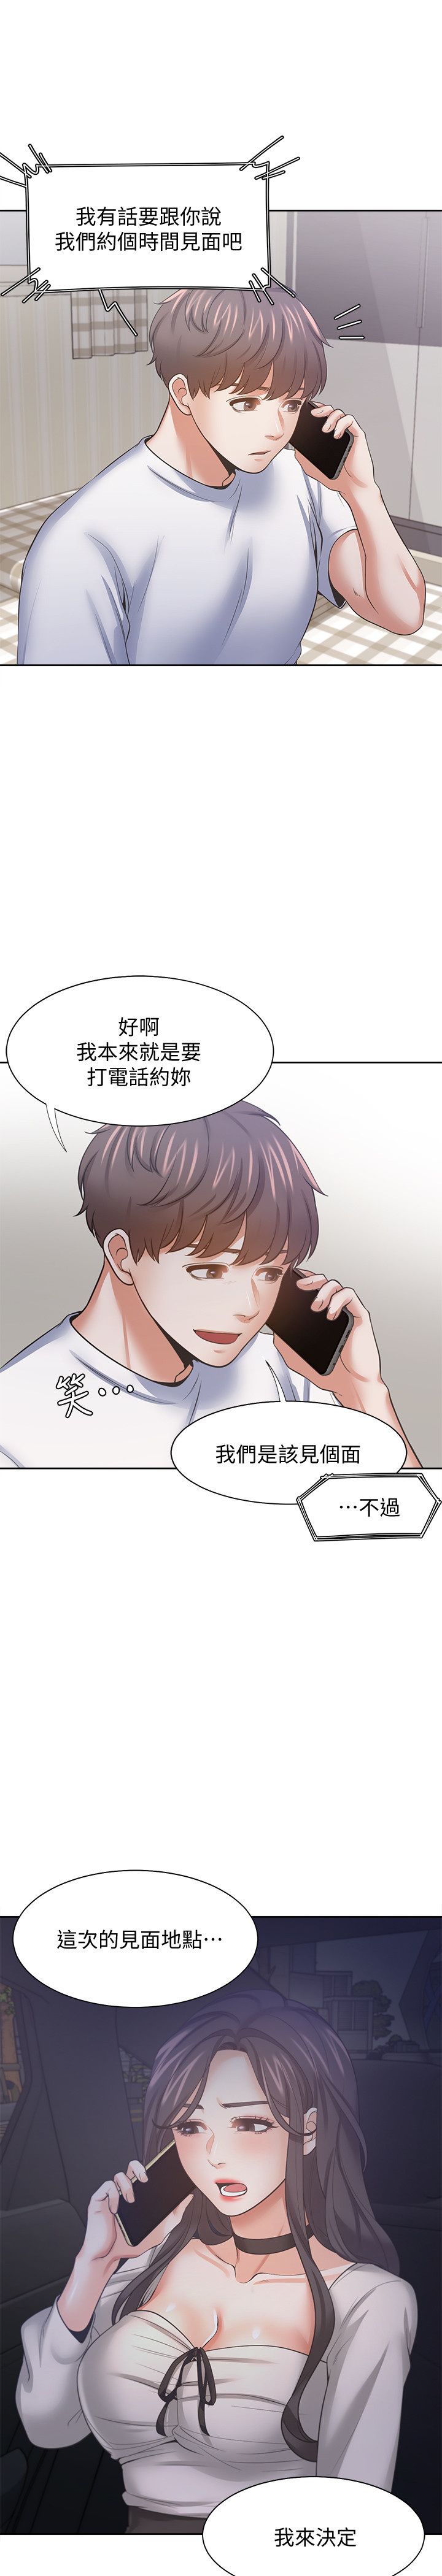 我有話要跟你說
我們約個時間見面吧
好啊
我本來就是要
打電話約妳
笑…
我們是該見個面
…不過
這次的見面地點…
我來決定